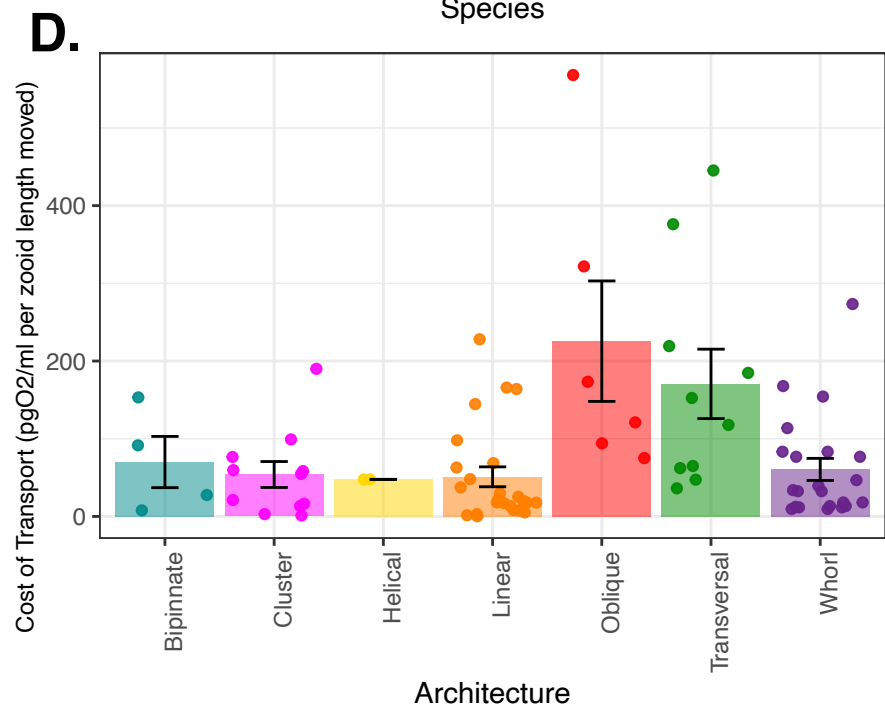 Species
D.
Cost of Transport (pgO2/ml per zooid length moved)
400
200
0
Bipinnate
Cluster
Helical
Linear
Oblique
Transversal
Whorl
Architecture